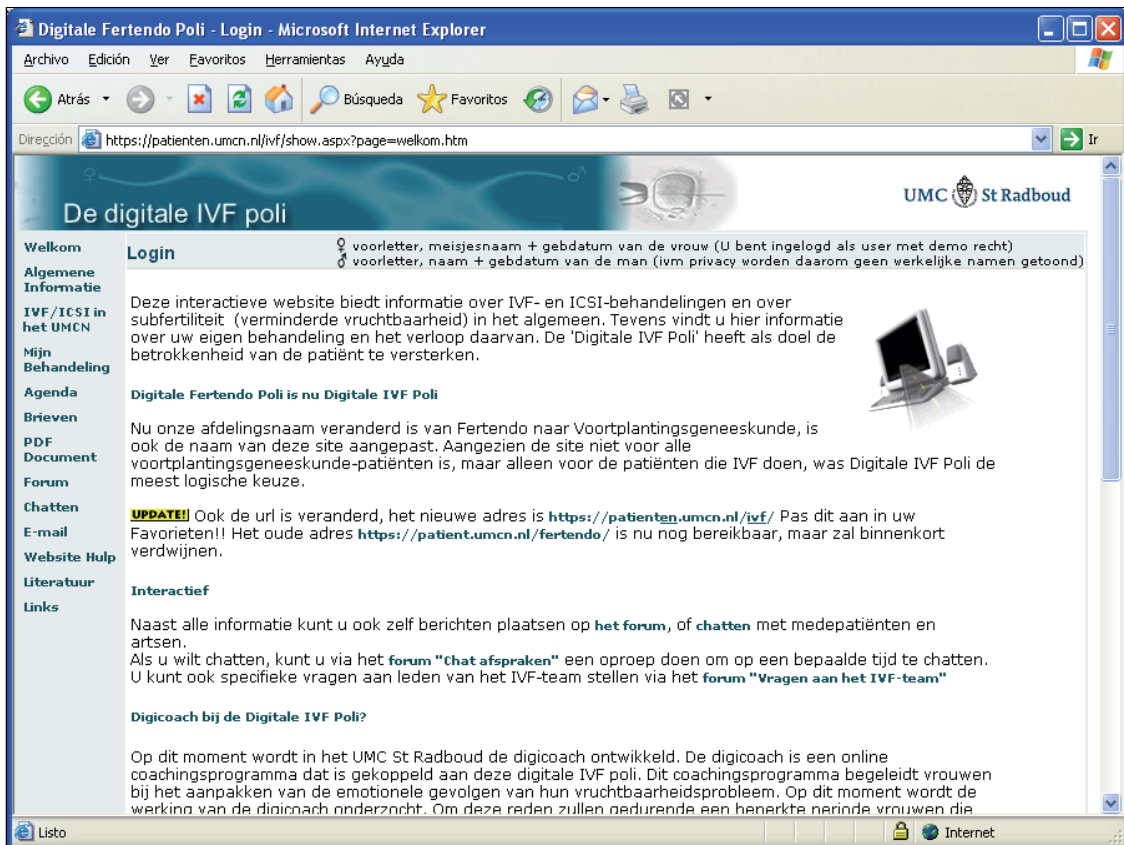 Digitale Fertendo Poli - Login - Microsoft Internet Explorer
Archivo Edición Ver Favoritos Herramientas Ayuda
Atrás Búsqueda Favoritos
Dirección https://patienten.umcn.nl/ivf/show.aspx?page=welkom.htm Ir
De digitale IVF poli
UMC St Radboud
Welkom
Algemene
Informatie
IVF/ICSI in
het UMCN
Mijn
Behandeling
Agenda
Brieven
PDF
Document
Forum
Chatten
E-mail
Website Hulp
Literatuur
Links
Login
♀ voorletter, meisjesnaam + gebdatum van de vrouw (U bent ingelogd als user met demo recht)
♂ voorletter, naam + gebdatum van de man (ivm privacy worden daarom geen werkelijke namen getoond)
Deze interactieve website biedt informatie over IVF- en ICSI-behandelingen en over
subfertiliteit (verminderde vruchtbaarheid) in het algemeen. Tevens vindt u hier informatie
over uw eigen behandeling en het verloop daarvan. De 'Digitale IVF Poli' heeft als doel de
betrokkenheid van de patiënt te versterken.
Digitale Fertendo Poli is nu Digitale IVF Poli
Nu onze afdelingsnaam veranderd is van Fertendo naar Voortplantingsgeneeskunde, is
ook de naam van deze site aangepast. Aangezien de site niet voor alle
voortplantingsgeneeskunde-patiënten is, maar alleen voor de patiënten die IVF doen, was Digitale IVF Poli de
meest logische keuze.
UPDATE! Ook de url is veranderd, het nieuwe adres is https://patienten.umcn.nl/ivf/ Pas dit aan in uw
Favorieten!! Het oude adres https://patient.umcn.nl/fertendo/ is nu nog bereikbaar, maar zal binnenkort
verdwijnen.
Interactief
Naast alle informatie kunt u ook zelf berichten plaatsen op het forum, of chatten met medepatiënten en
artsen.
Als u wilt chatten, kunt u via het forum "Chat afspraken" een oproep doen om op een bepaalde tijd te chatten.
U kunt ook specifieke vragen aan leden van het IVF-team stellen via het forum "Vragen aan het IVF-team"
Digicoach bij de Digitale IVF Poli?
Op dit moment wordt in het UMC St Radboud de digicoach ontwikkeld. De digicoach is een online
coachingsprogramma dat is gekoppeld aan deze digitale IVF poli. Dit coachingsprogramma begeleidt vrouwen
bij het aanpakken van de emotionele gevolgen van hun vruchtbaarheidsprobleem. Op dit moment wordt de
werking van de digicoach onderzocht. Om deze reden zullen gedurende een beperkte periode vrouwen die
Listo Internet